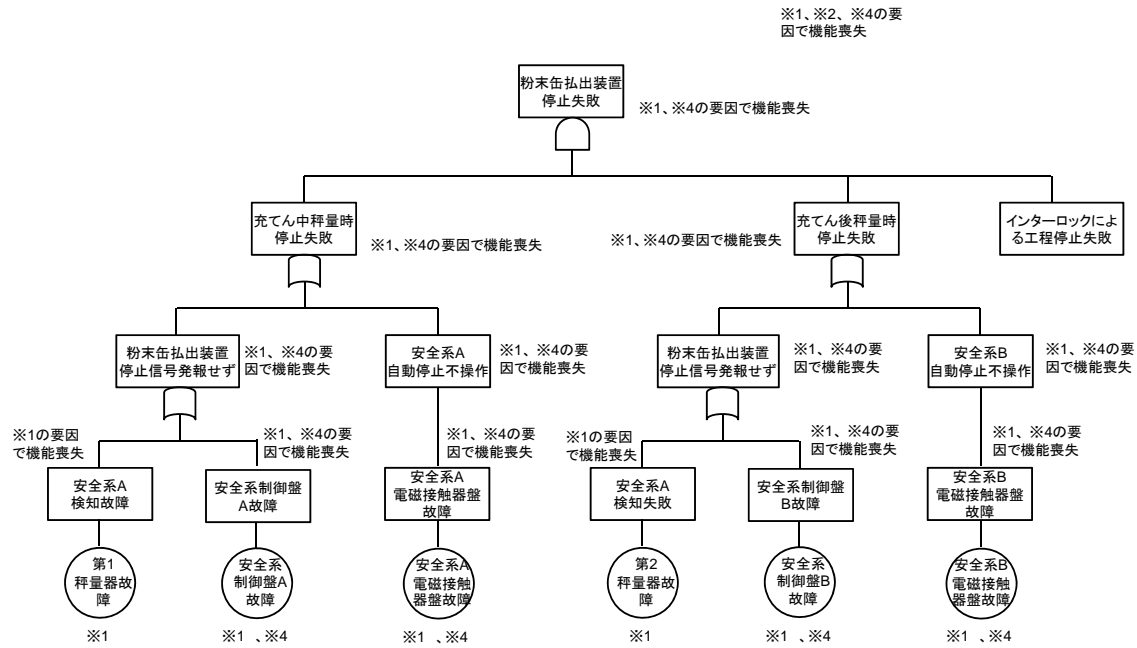 ※1、※2、※4の要
因で機能喪失
粉末缶払出装置
停止失敗
※1、※4の要因で機能喪失
充てん中秤量時
停止失敗
※1、※4の要因で機能喪失
※1、※4の要因で機能喪失
充てん後秤量時
停止失敗
インターロックによ
る工程停止失敗
粉末缶払出装置
停止信号発報せず
※1、※4の要
因で機能喪失
安全系A
自動停止不操作
※1、※4の要
因で機能喪失
粉末缶払出装置
停止信号発報せず
※1、※4の要
因で機能喪失
安全系B
自動停止不操作
※1、※4の要
因で機能喪失
※1の要因
で機能喪失
※1、※4の要
因で機能喪失
※1、※4の要
因で機能喪失
※1の要因
で機能喪失
※1、※4の要
因で機能喪失
※1、※4の要
因で機能喪失
安全系A
検知故障
安全系制御盤
A故障
安全系A
電磁接触器盤
故障
安全系A
検知失敗
安全系制御盤
B故障
安全系B
電磁接触器盤
故障
第1
秤量器故
障
安全系
制御盤A
故障
安全系A
電磁接触
器盤故障
第2
秤量器故
障
安全系
制御盤B
故障
安全系B
電磁接触
器盤故障
※1
※1 、※4
※1 、※4
※1
※1 、※4
※1 、※4